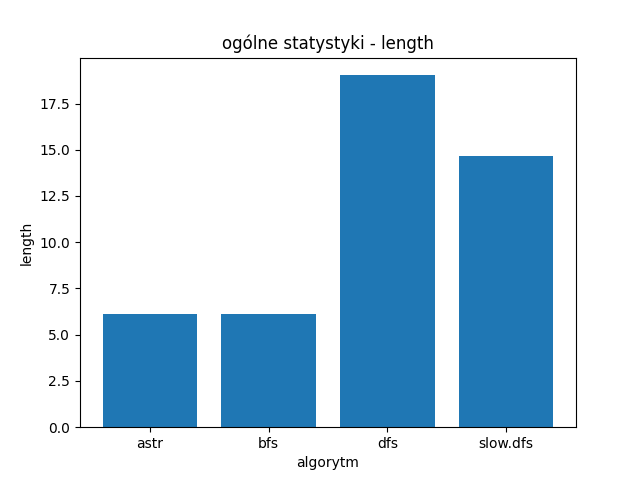 ogólne statystyki - length
17.5
15.0
12.5
10.0
7.5
5.0
2.5
0.0
length
astr bfs dfs slow.dfs
algorytm